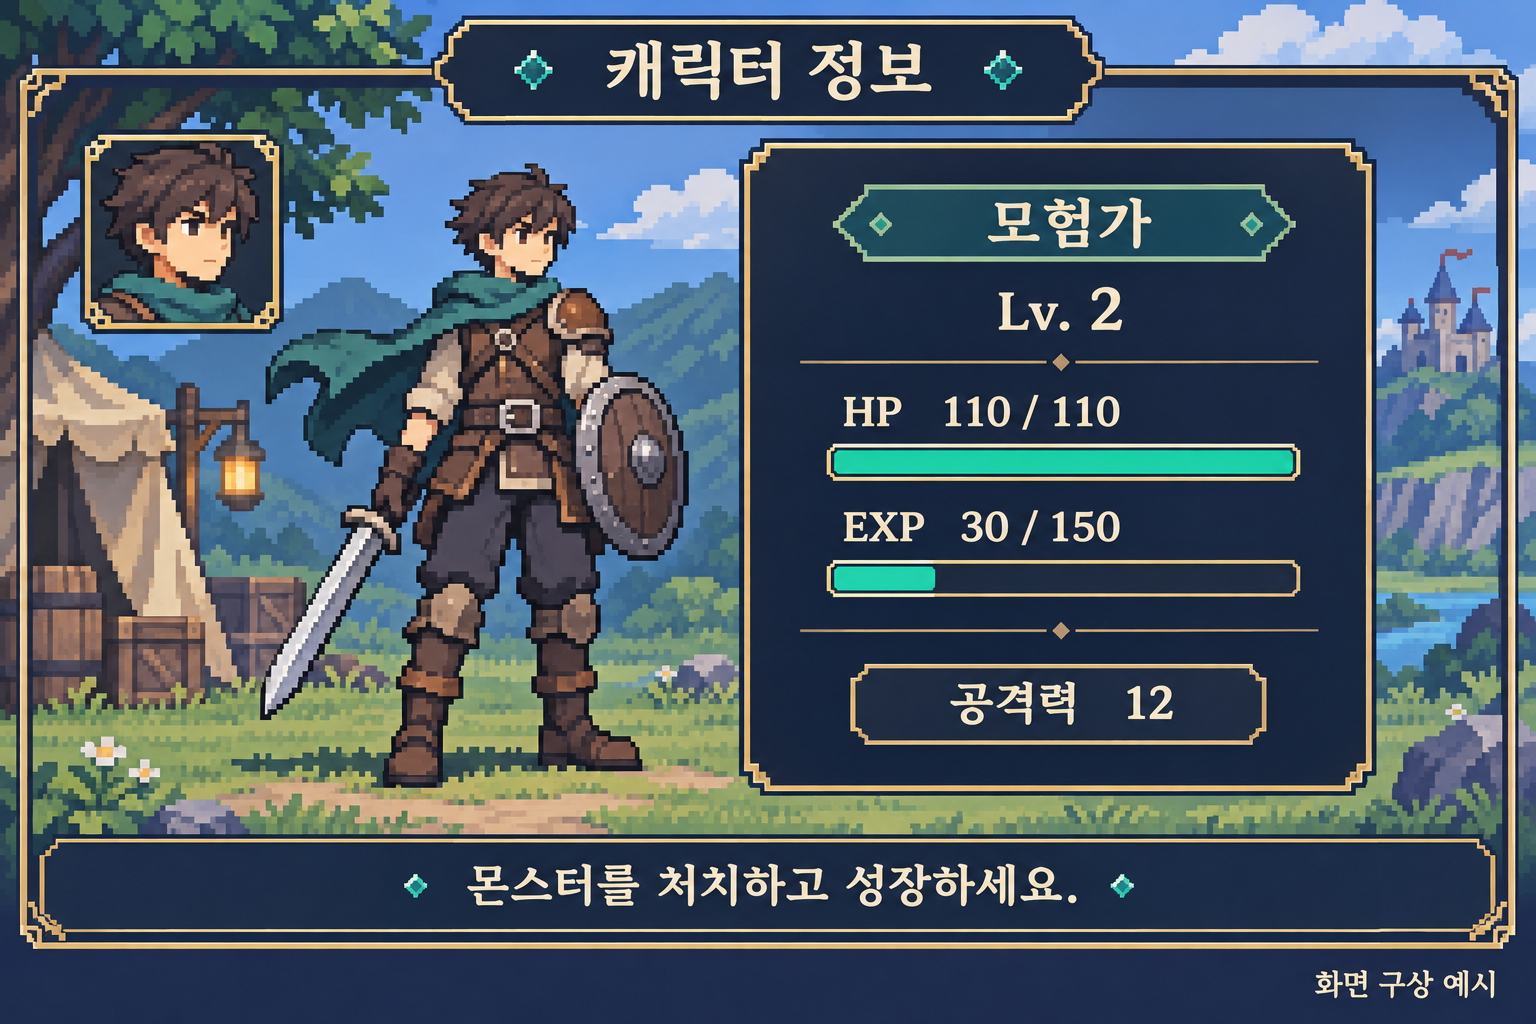 캐릭터 정보
모험가
Lv. 2
HP 110 / 110
EXP 30 / 150
공격력 12
몬스터를 처치하고 성장하세요.
화면 구상 예시